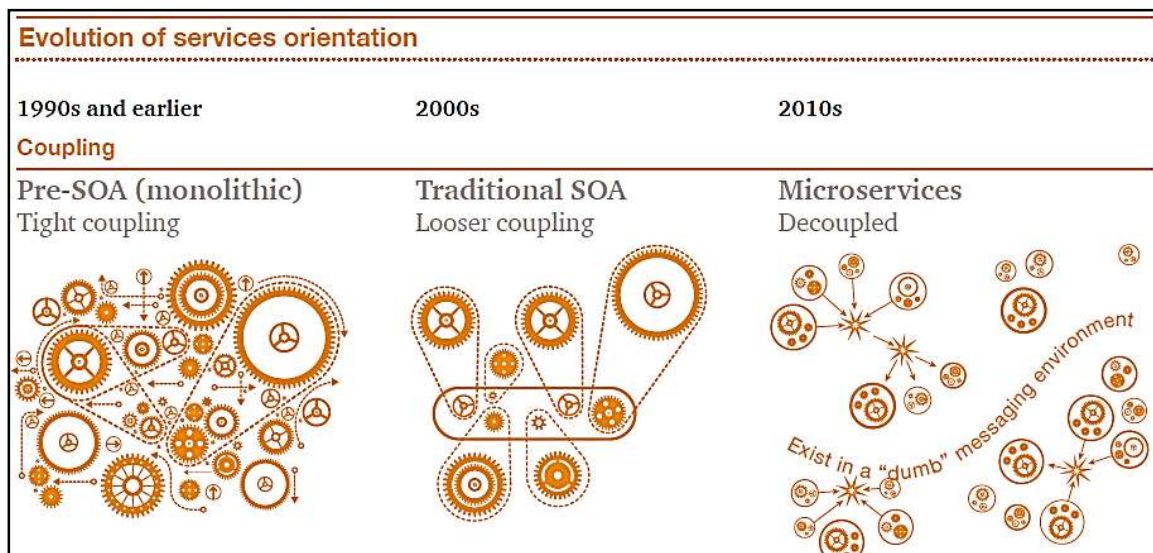 Evolution of services orientation
1990s and earlier
2000s
2010s
Coupling
Pre-SOA (monolithic)
Tight coupling
Traditional SOA
Looser coupling
Microservices
Decoupled
Exist in a “dumb” messaging environment